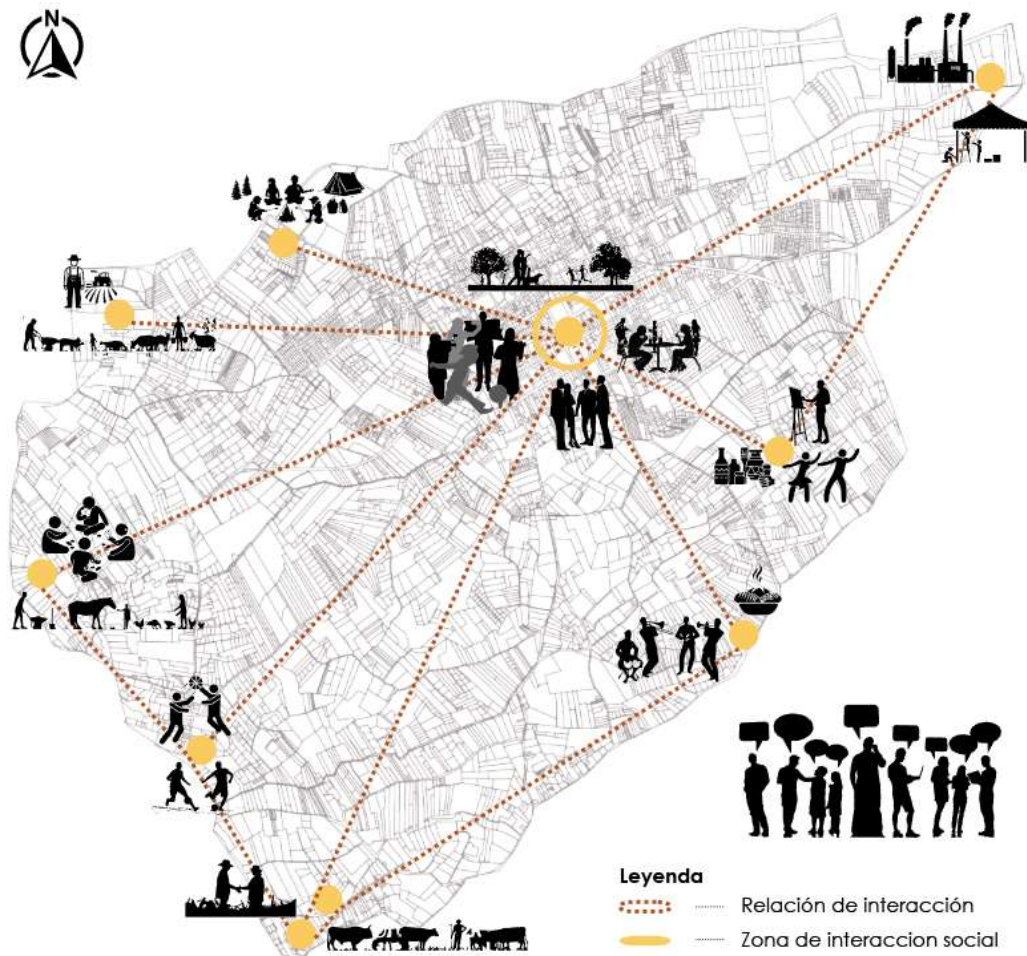 N
Leyenda
Relación de interacción
Zona de interaccion social